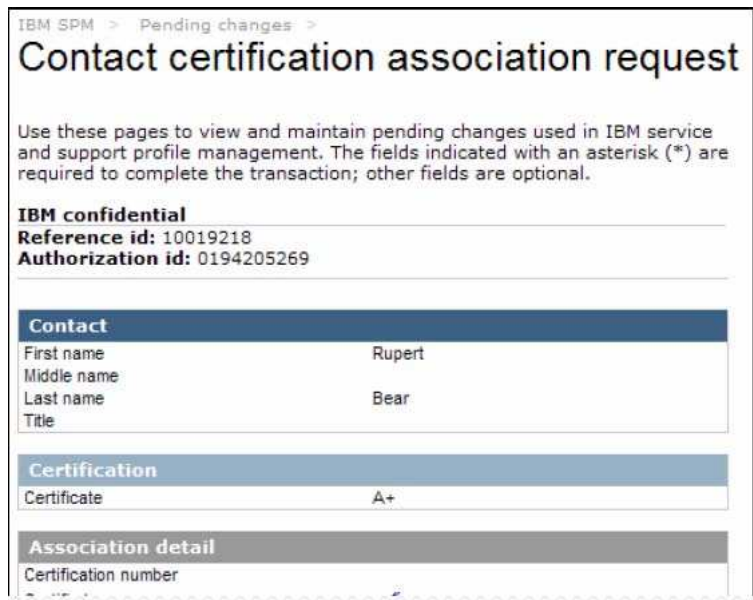 IBM SPM > Pending changes >
Contact certification association request
Use these pages to view and maintain pending changes used in IBM service
and support profile management. The fields indicated with an asterisk (*) are
required to complete the transaction; other fields are optional.
IBM confidential
Reference id: 10019218
Authorization id: 0194205269
Contact
First name Rupert
Middle name
Last name Bear
Title
Certification
Certificate A+
Association detail
Certification number